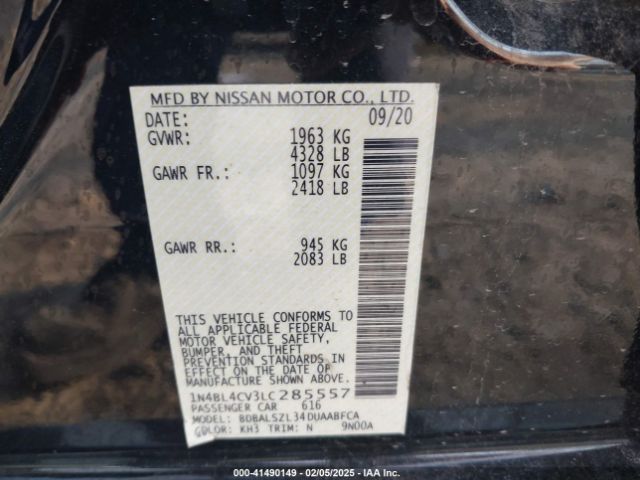 MFD BY NISSAN MOTOR CO., LTD.
DATE: 09/20
GVWR: 1963 KG
4328 LB
GAWR FR.: 1097 KG
2418 LB
GAWR RR.: 945 KG
2083 LB
THIS VEHICLE CONFORMS TO
ALL APPLICABLE FEDERAL
MOTOR VEHICLE SAFETY,
BUMPER, AND THEFT
PREVENTION STANDARDS IN
EFFECT ON THE DATE OF
MANUFACTURE SHOWN ABOVE.
1N4BL4CV3LC285557
PASSENGER CAR 616
MODEL: BDBALSZL34DUAABFCA
COLOR: KH3 TRIM: N 9N00A
000-41490149 - 02/05/2025 - IAA Inc.